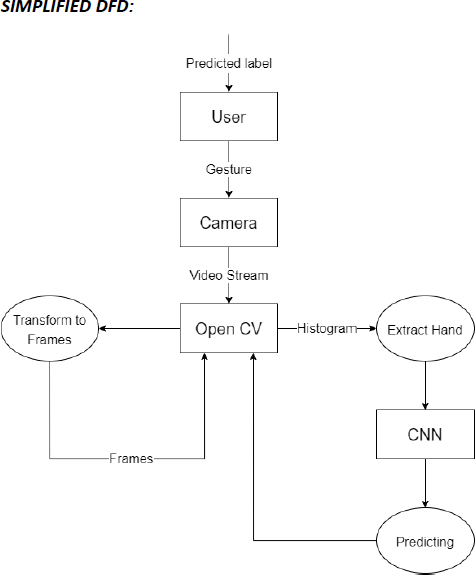 SIMPLIFIED DFD:
Predicted label
User
Gesture
Camera
Video Stream
Transform to
Frames
Open CV
Histogram
Extract Hand
CNN
Frames
Predicting